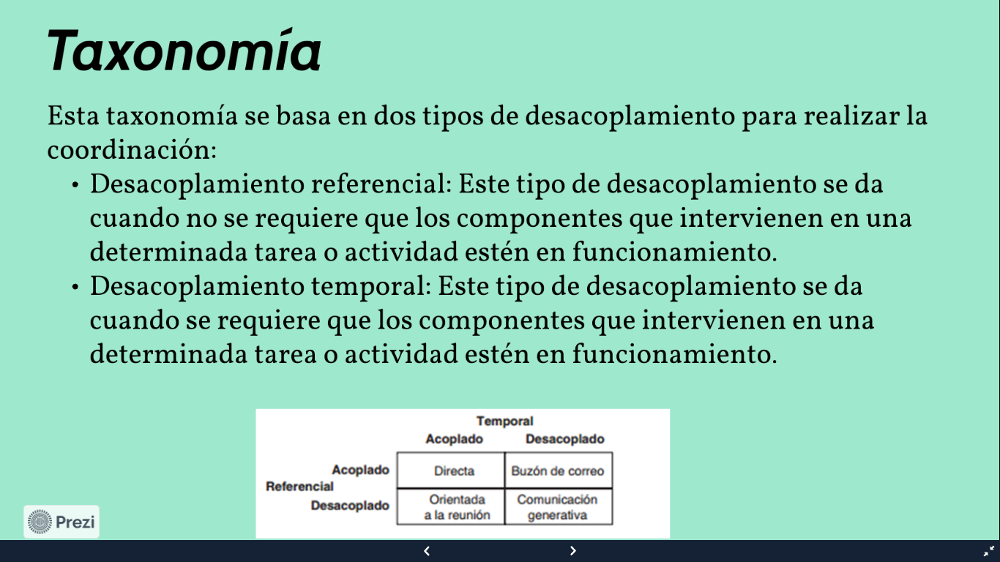 Taxonomía
Esta taxonomía se basa en dos tipos de desacoplamiento para realizar la
coordinación:
• Desacoplamiento referencial: Este tipo de desacoplamiento se da
cuando no se requiere que los componentes que intervienen en una
determinada tarea o actividad estén en funcionamiento.
• Desacoplamiento temporal: Este tipo de desacoplamiento se da
cuando se requiere que los componentes que intervienen en una
determinada tarea o actividad estén en funcionamiento.
Temporal
Acoplado Desacoplado
Acoplado Directa Buzón de correo
Referencial
Desacoplado Orientada a la reunión Comunicación generativa
Prezi